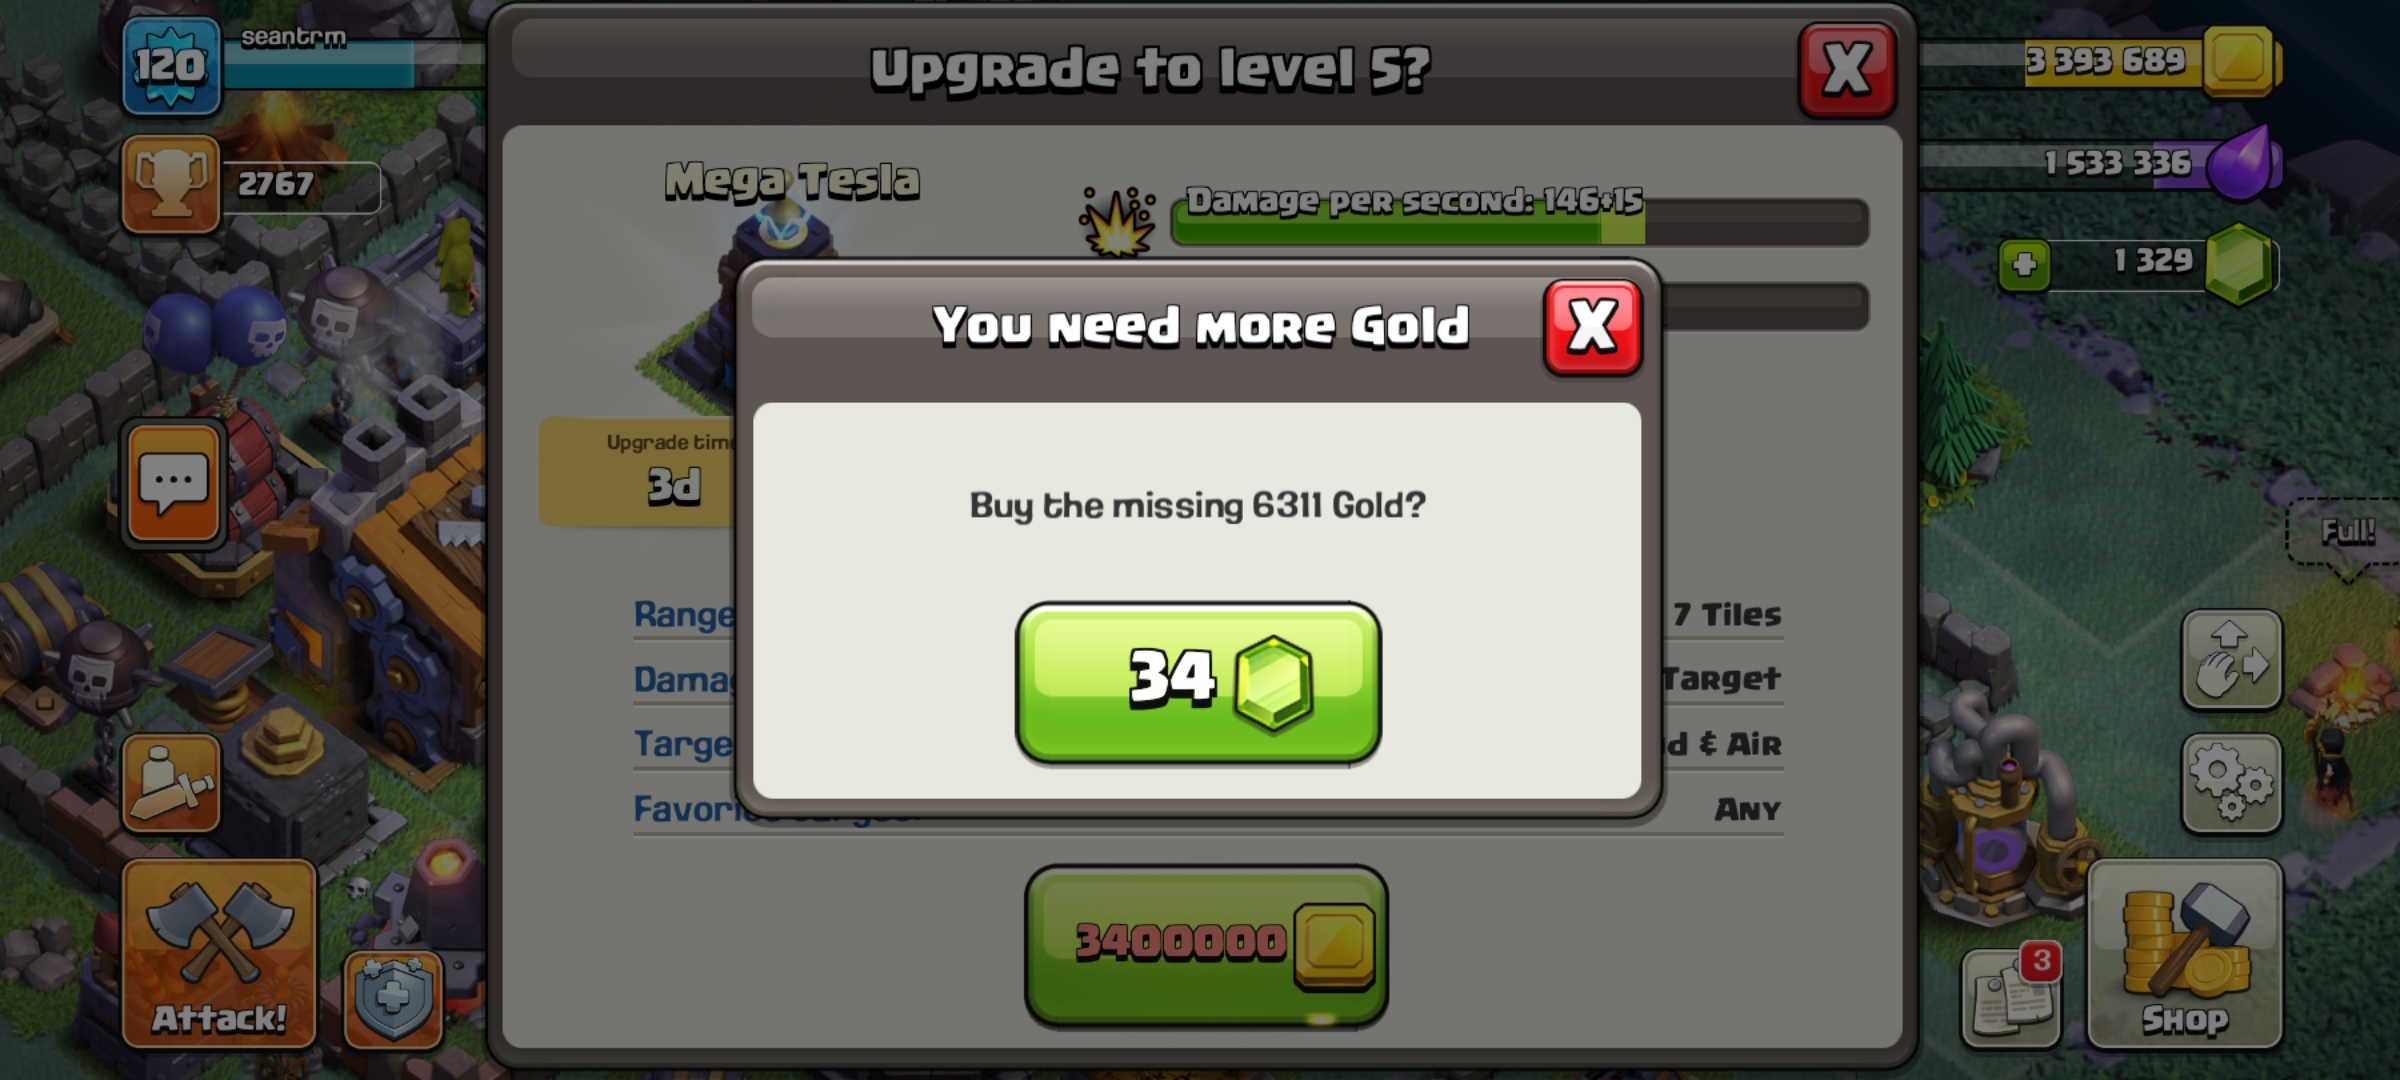 120
seantrm
2767
Upgrade to level 5?
X
3 393 689
1 533 336
1 329
Mega Tesla
Damage per second: 146+15
You need more Gold
X
Upgrade time
3d
Buy the missing 6311 Gold?
34
Full!
Range
7 Tiles
Target
& Air
Any
3400000
Attack!
3
Shop